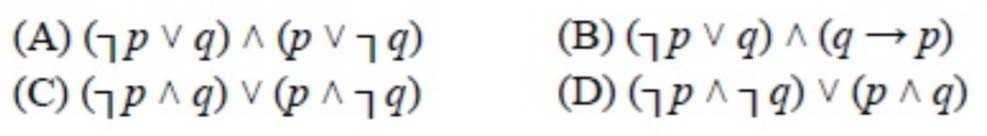 (A) (┐p ∨ q) ∧ (p ∨ ┐q) (B) (┐p ∨ q) ∧ (q → p)
(C) (┐p ∧ q) ∨ (p ∧ ┐q) (D) (┐p ∧ ┐q) ∨ (p ∧ q)